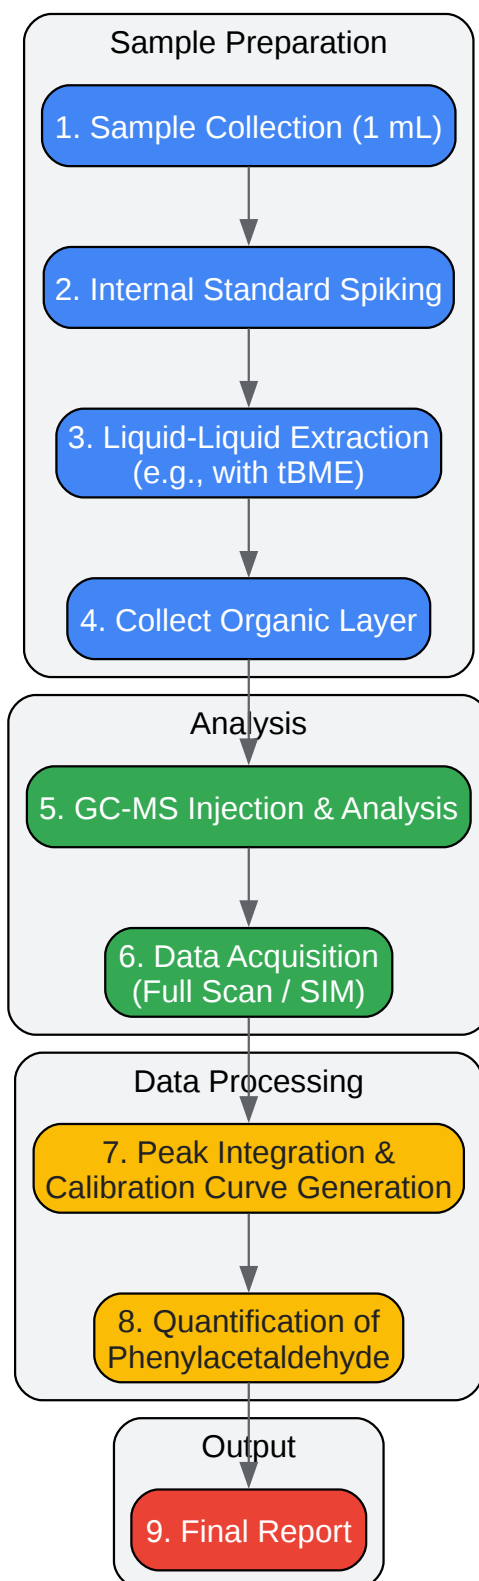 Sample Preparation
1. Sample Collection (1 mL)
2. Internal Standard Spiking
3. Liquid-Liquid Extraction
(e.g., with tBME)
4. Collect Organic Layer
Analysis
5. GC-MS Injection & Analysis
6. Data Acquisition
(Full Scan / SIM)
Data Processing
7. Peak Integration &
Calibration Curve Generation
8. Quantification of
Phenylacetaldehyde
Output
9. Final Report